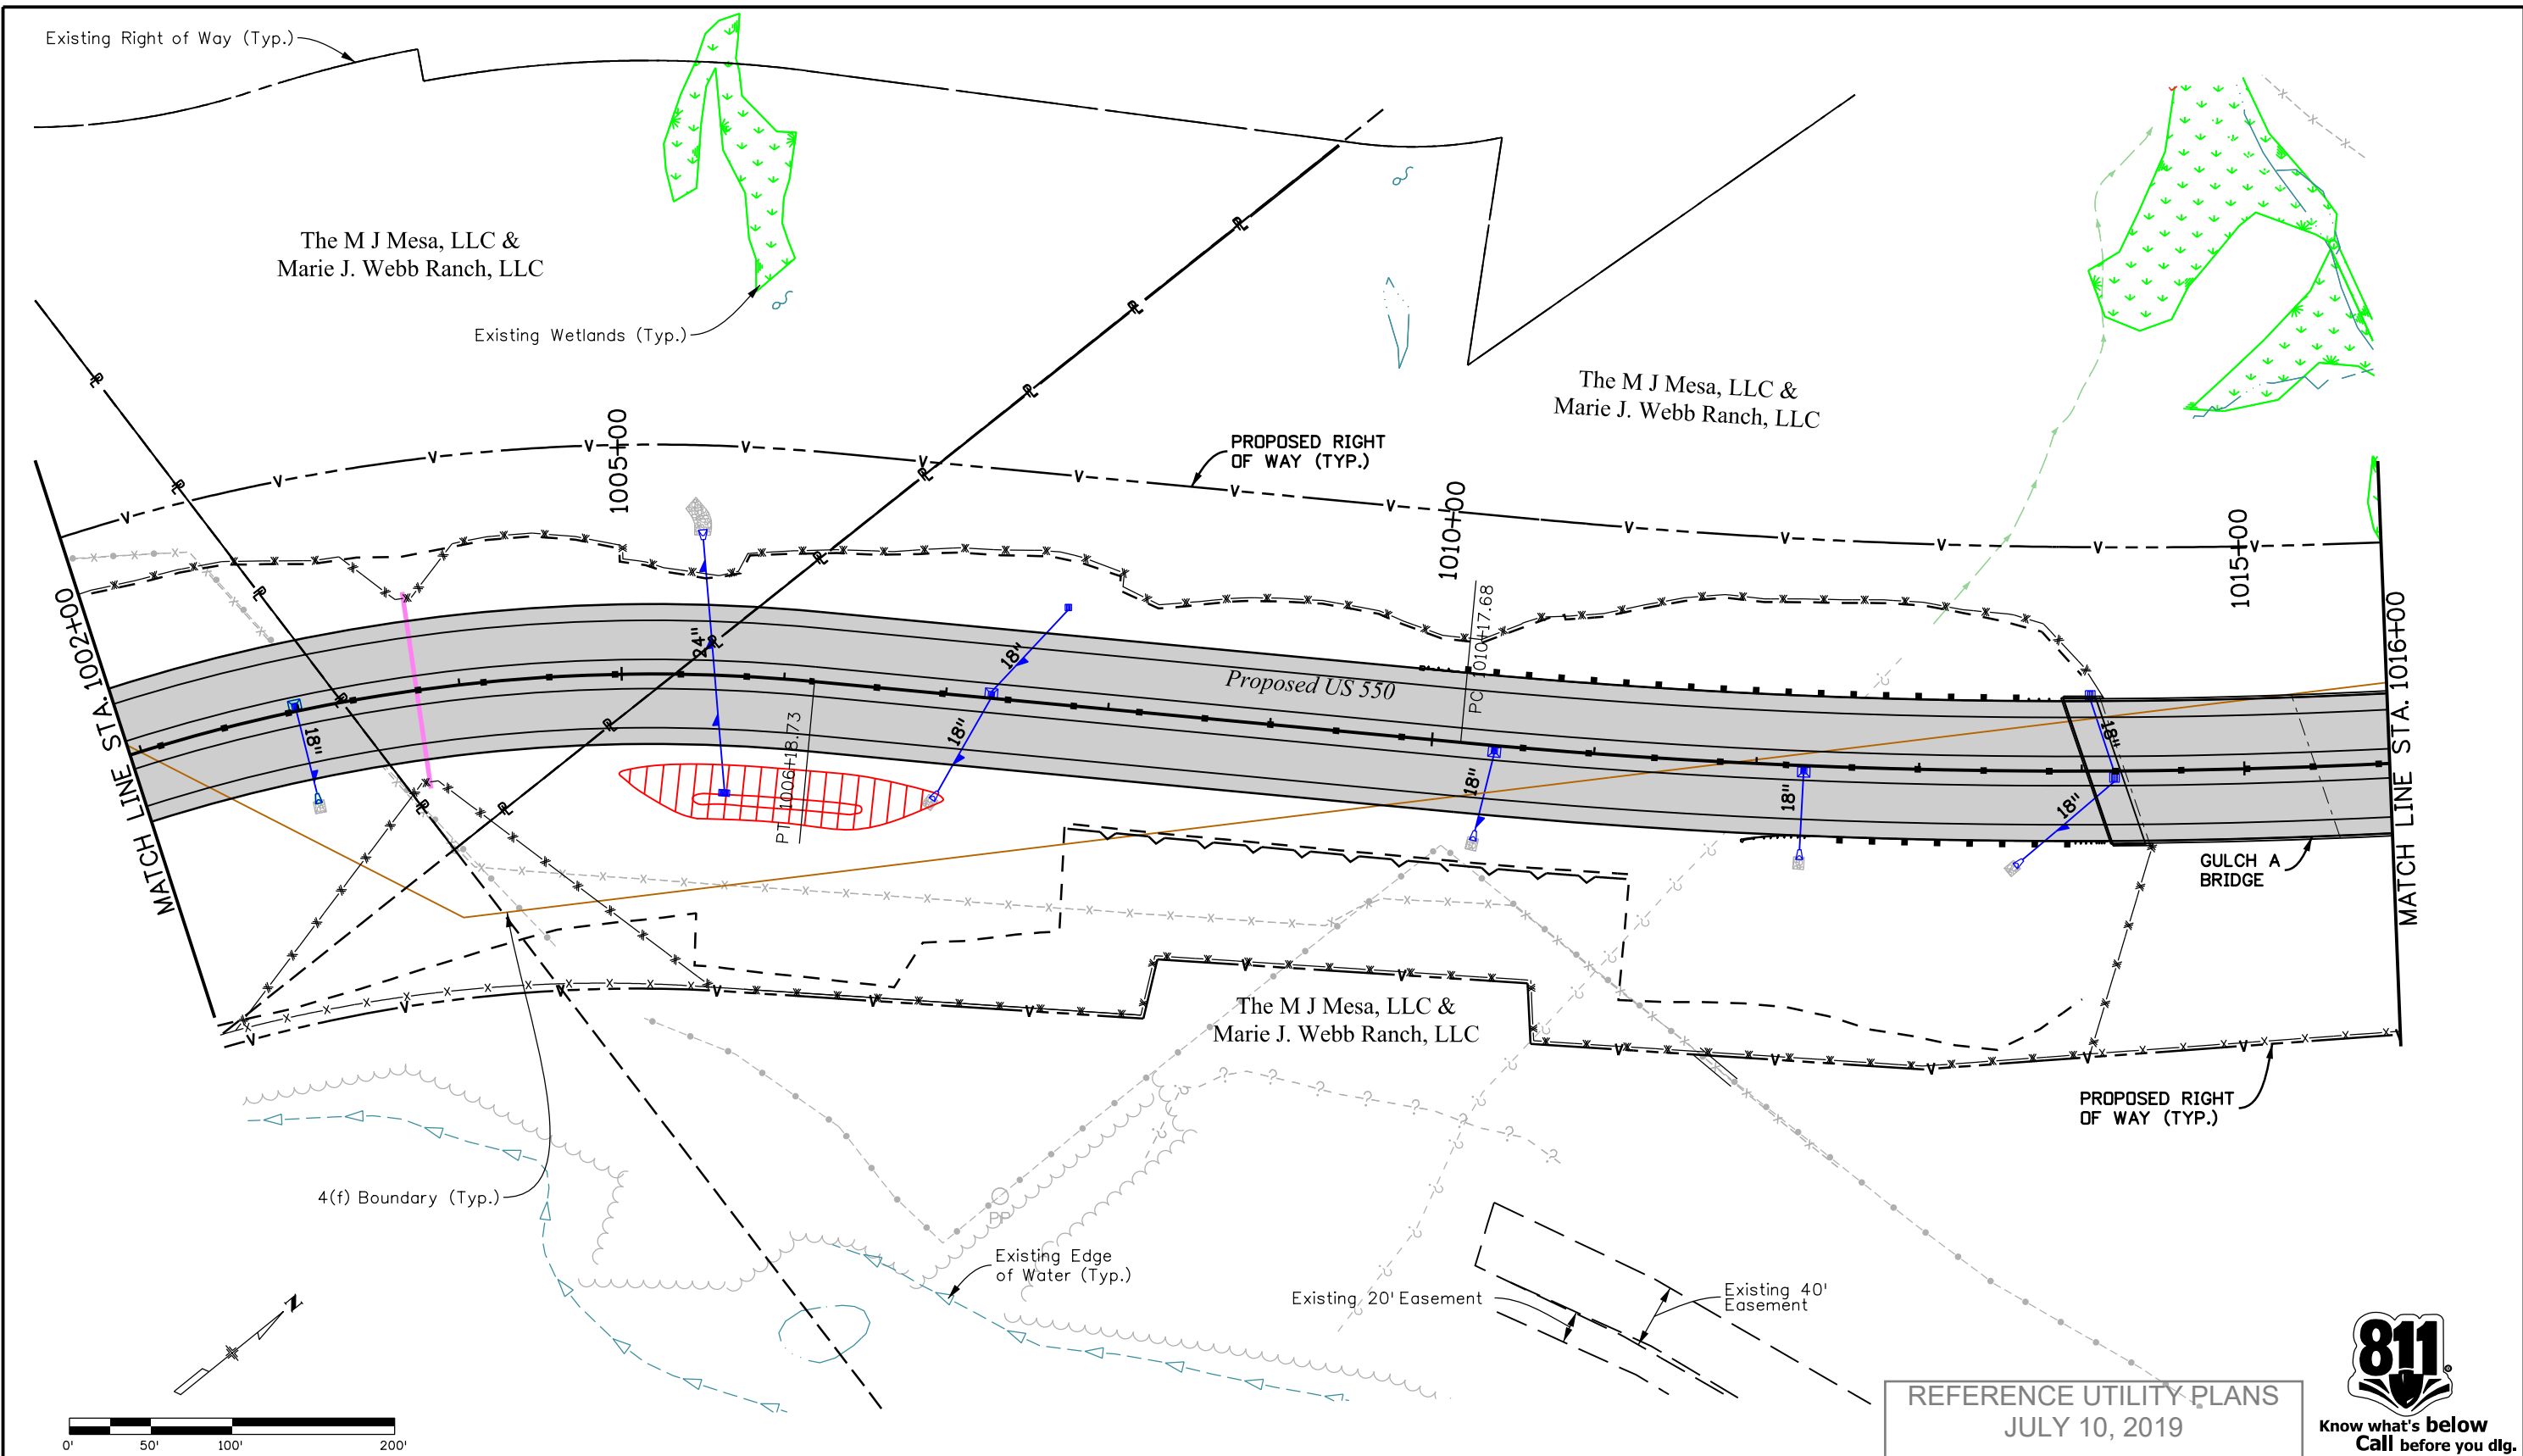 Existing Right of Way (Typ.)
The M J Mesa, LLC &
Marie J. Webb Ranch, LLC
Existing Wetlands (Typ.)
The M J Mesa, LLC &
Marie J. Webb Ranch, LLC
PROPOSED RIGHT
OF WAY (TYP.)
1005+00
1010+00
1015+00
MATCH LINE STA. 1002+00
MATCH LINE STA. 1016+00
18"
24"
18"
18"
PT 1006+18.73
Proposed US 550
PC 1010+17.68
18"
18"
18"
18"
GULCH A
BRIDGE
The M J Mesa, LLC &
Marie J. Webb Ranch, LLC
PROPOSED RIGHT
OF WAY (TYP.)
4(f) Boundary (Typ.)
PP
Existing Edge
of Water (Typ.)
Existing 20' Easement
Existing 40'
Easement
N
0' 50' 100' 200'
REFERENCE UTILITY PLANS
JULY 10, 2019
811
Know what's below
Call before you dig.